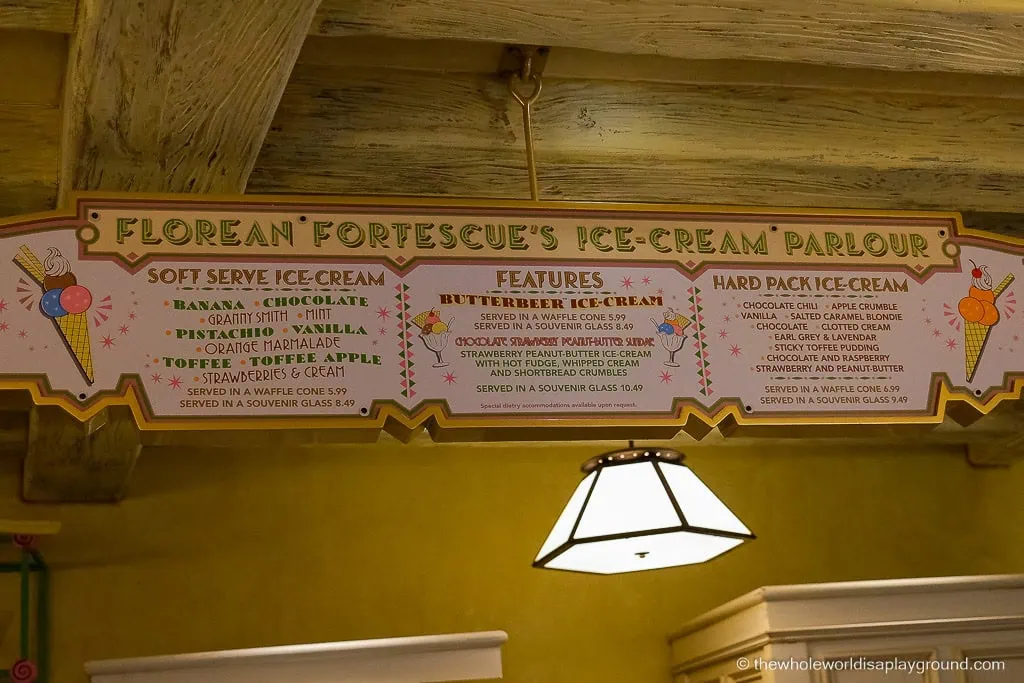 FLOREAN FORTESCUE'S ICE-CREAM PARLOUR
SOFT SERVE ICE-CREAM
BANANA CHOCOLATE
GRANNY SMITH MINT
PISTACHIO VANILLA
ORANGE MARMALADE
TOFFEE TOFFEE APPLE
STRAWBERRIES & CREAM
SERVED IN A WAFFLE CONE 5.99
SERVED IN A SOUVENIR GLASS 8.49
FEATURES
BUTTERBEER™ ICE-CREAM
SERVED IN A WAFFLE CONE 5.99
SERVED IN A SOUVENIR GLASS 8.49
CHOCOLATE STRAWBERRY PEANUT-BUTTER SUNDAE
STRAWBERRY PEANUT-BUTTER ICE-CREAM
WITH HOT FUDGE, WHIPPED CREAM
AND SHORTBREAD CRUMBLES
SERVED IN A SOUVENIR GLASS 10.49
Special dietry accommodations available upon request.
HARD PACK ICE-CREAM
CHOCOLATE CHILI APPLE CRUMBLE
VANILLA SALTED CARAMEL BLONDIE
CHOCOLATE CLOTTED CREAM
EARL GREY & LAVENDAR
STICKY TOFFEE PUDDING
CHOCOLATE AND RASPBERRY
STRAWBERRY AND PEANUT-BUTTER
SERVED IN A WAFFLE CONE 6.99
SERVED IN A SOUVENIR GLASS 9.49
© thewholeworldisaplayground.com